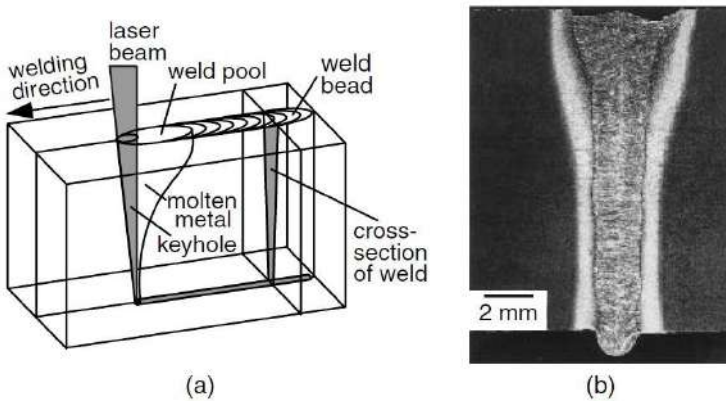 laser
beam
welding
direction
weld pool
weld
bead
molten
metal
keyhole
cross-
section
of weld
2 mm
(a)
(b)